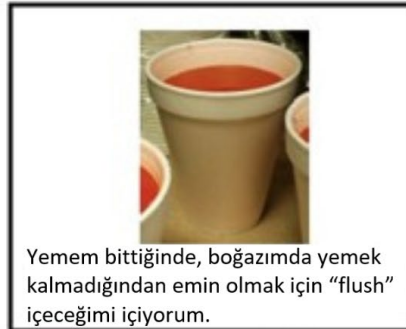 Yemem bittiğinde, boğazımda yemek
kalmadığından emin olmak için “flush”
içeceğimi içiyorum.